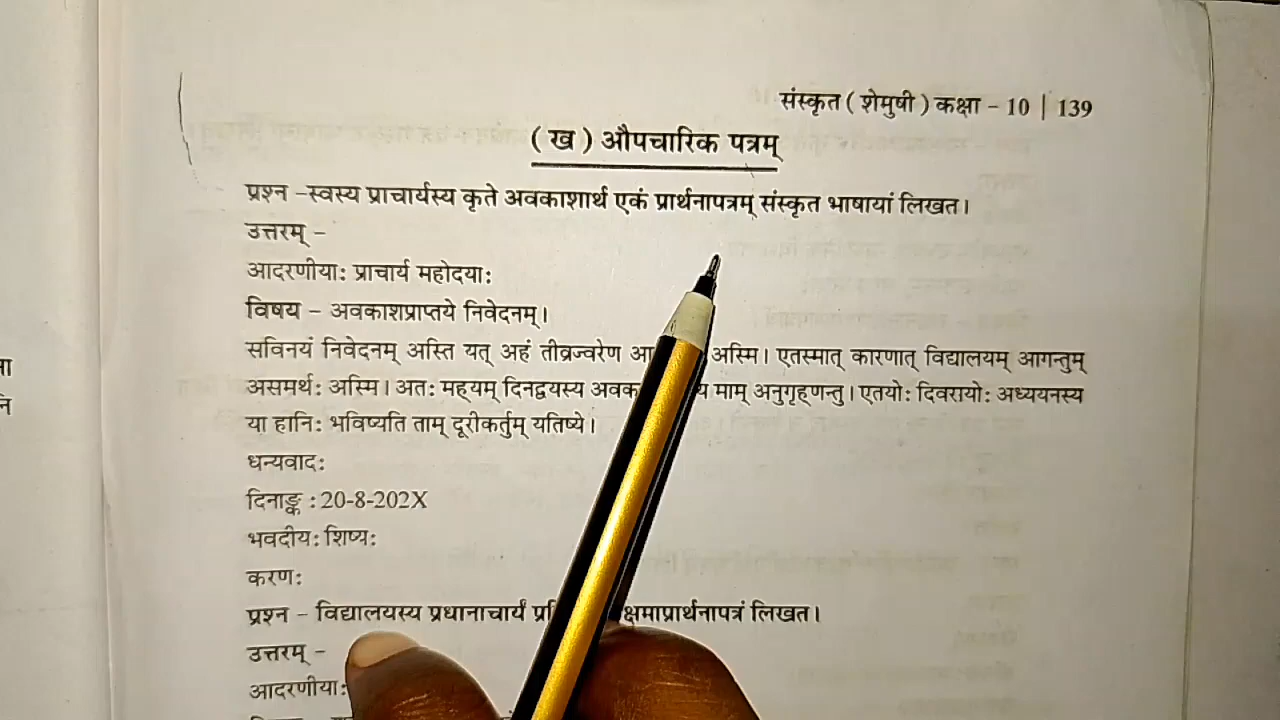 संस्कृत ( शेमुषी ) कक्षा - 10 | 139
( ख ) औपचारिक पत्रम्
प्रश्न -स्वस्य प्राचार्यस्य कृते अवकाशार्थ एकं प्रार्थनापत्रम् संस्कृत भाषायां लिखत।
उत्तरम् -
आदरणीयाः प्राचार्य महोदयाः
विषय - अवकाशप्राप्तये निवेदनम्।
सविनयं निवेदनम् अस्ति यत् अहं तीव्रज्वरेण अस्मि। एतस्मात् कारणात् विद्यालयम् आगन्तुम्
असमर्थः अस्मि। अतः मह्यम् दिनद्वयस्य माम् अनुगृह्णन्तु। एतयोः दिवरायोः अध्ययनस्य
या हानिः भविष्यति ताम् दूरीकर्तुम् यतिष्ये।
धन्यवादः
दिनाङ्क : 20-8-202X
भवदीयः शिष्यः
करणः
प्रश्न - विद्यालयस्य प्रधानाचार्यं क्षमाप्रार्थनापत्रं लिखत।
उत्तरम् -
आदरणीयाः